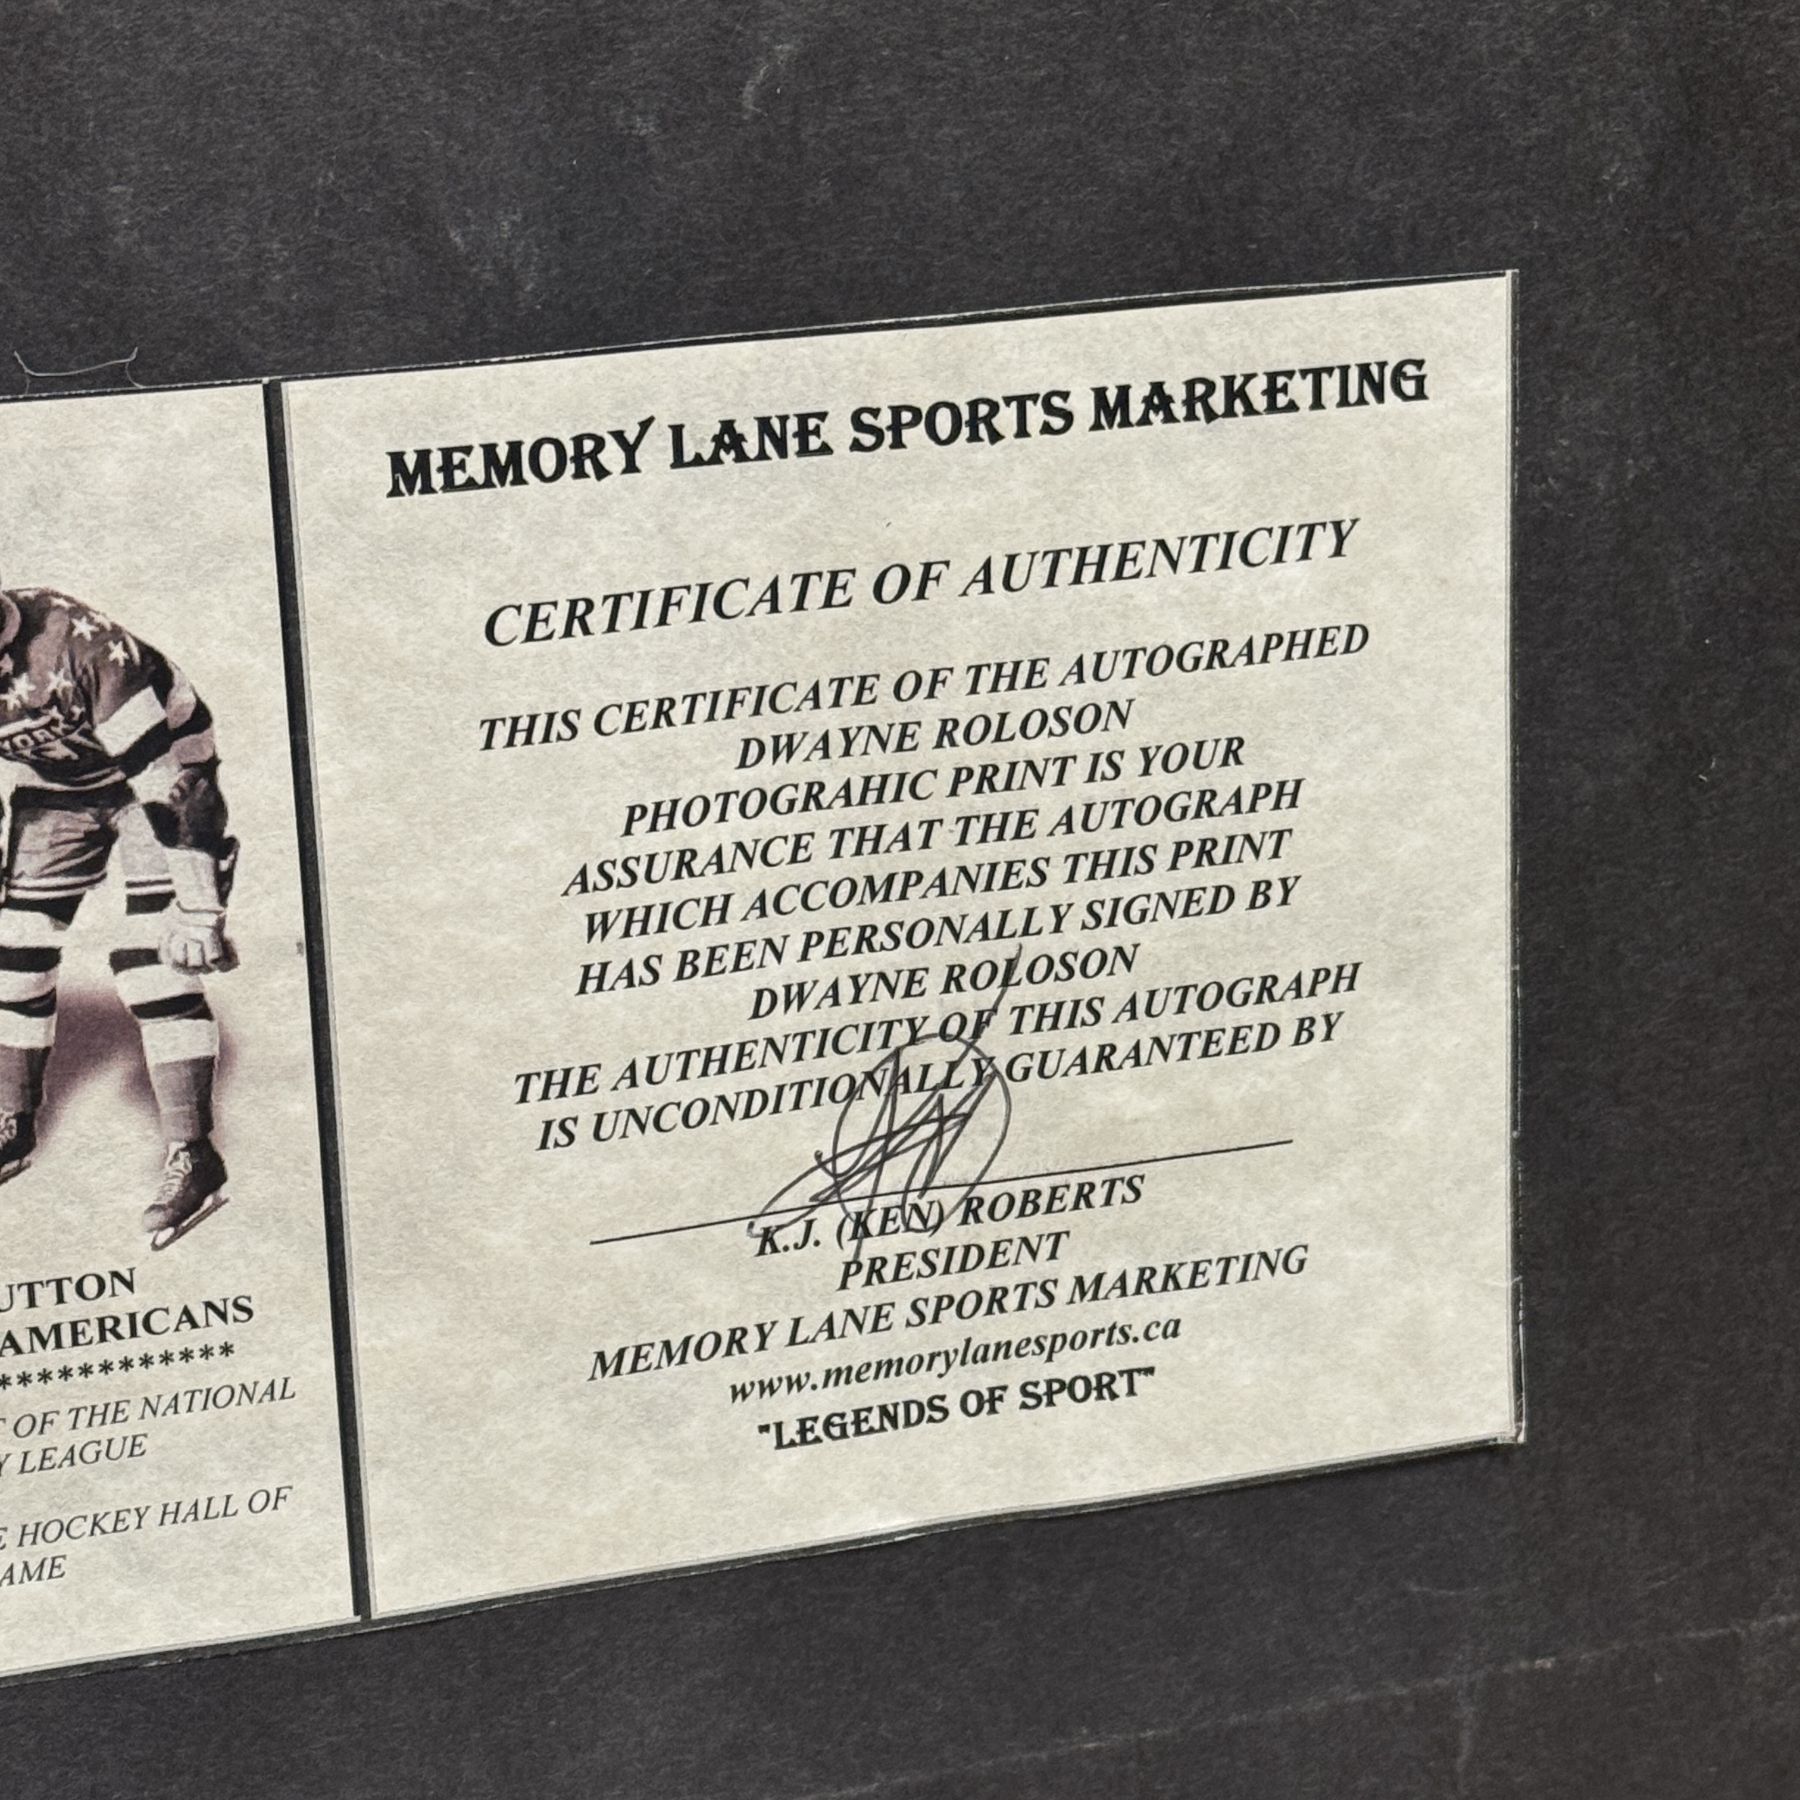 MEMORY LANE SPORTS MARKETING
CERTIFICATE OF AUTHENTICITY
THIS CERTIFICATE OF THE AUTOGRAPHED
DWAYNE ROLOSON
PHOTOGRAHIC PRINT IS YOUR
ASSURANCE THAT THE AUTOGRAPH
WHICH ACCOMPANIES THIS PRINT
HAS BEEN PERSONALLY SIGNED BY
DWAYNE ROLOSON
THE AUTHENTICITY OF THIS AUTOGRAPH
IS UNCONDITIONALLY GUARANTEED BY
K.J. (KEN) ROBERTS
PRESIDENT
MEMORY LANE SPORTS MARKETING
www.memorylanesports.ca
"LEGENDS OF SPORT"
UTTON
AMERICANS
************
T OF THE NATIONAL
Y LEAGUE
E HOCKEY HALL OF
AME